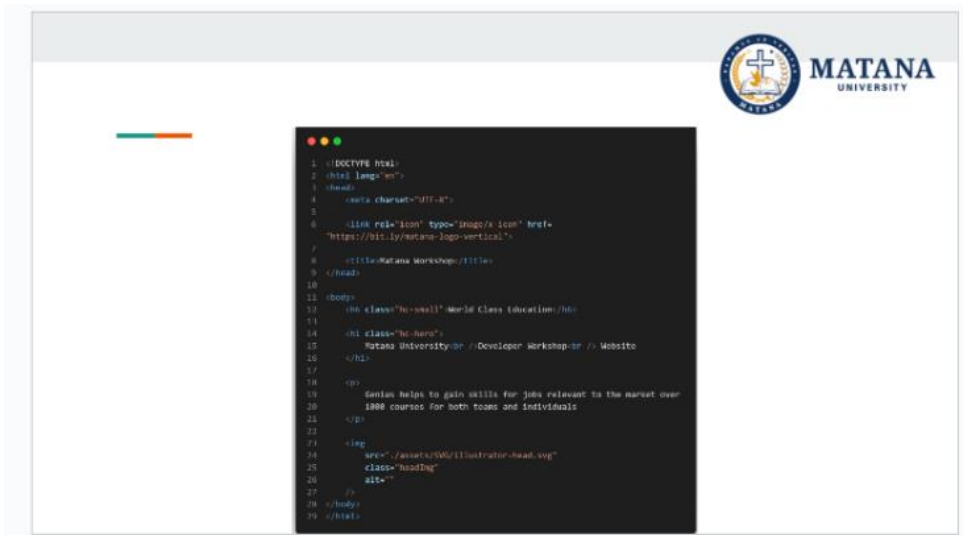 MATANA
UNIVERSITY
MATANA
1 <!DOCTYPE html>
2 <html lang="en">
3 <head>
4 <meta charset="UTF-8">
5
6 <link rel="icon" type="image/x icon" href=
"https://bit.ly/matana-logo-vertical">
7
8 <title>Matana Workshop</title>
9 </head>
10
11 <body>
12 <h6 class="hc-small">World Class Education</h6>
13
14 <h1 class="hc-hero">
15 Matana University<br />Developer Workshop<br /> Website
16 </h1>
17
18 <p>
19 Genius helps to gain skills for jobs relevant to the market over
20 1000 courses For both teams and individuals
21 </p>
22
23 <img
24 src="./assets/SVG/illustrator-head.svg"
25 class="headImg"
26 alt=""
27 />
28 </body>
29 </html>